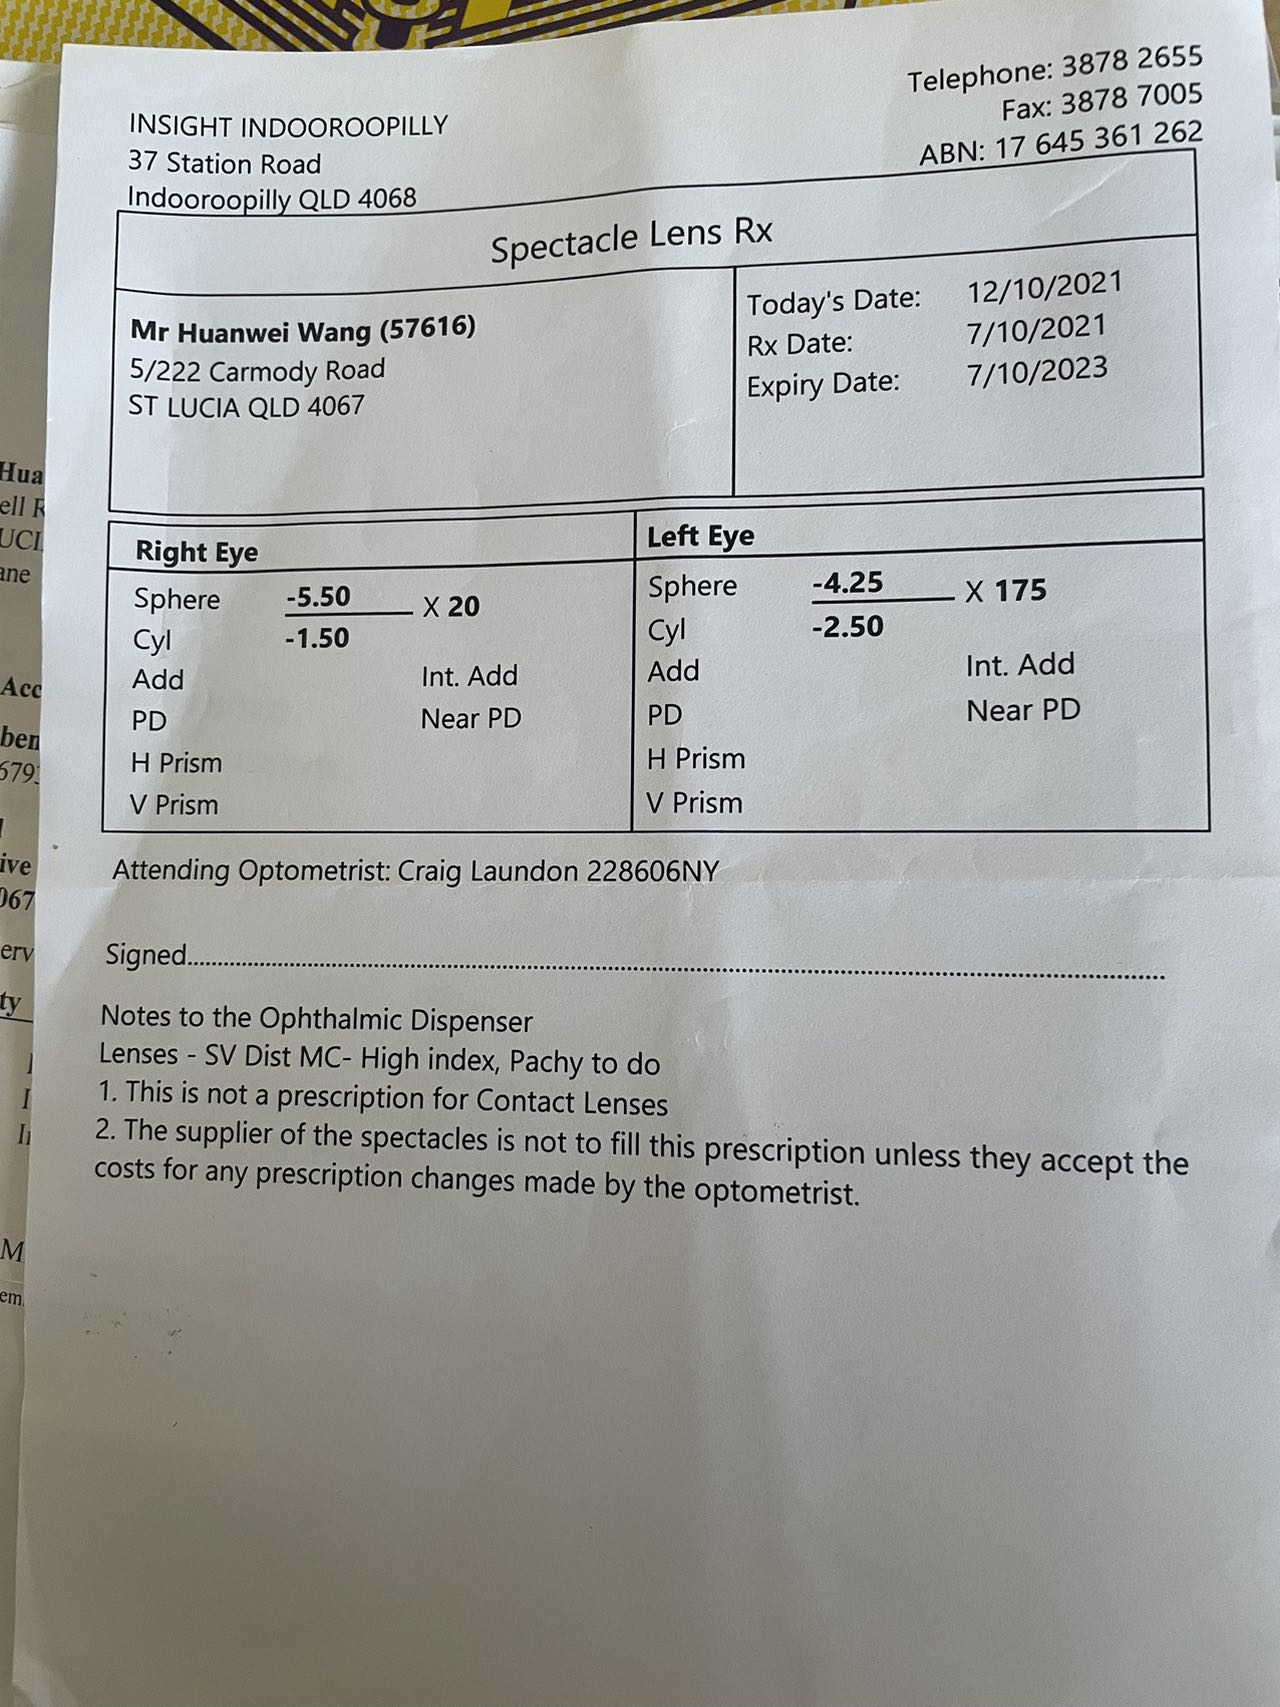 INSIGHT INDOOROOPILLY
37 Station Road
Indooroopilly QLD 4068
Telephone: 3878 2655
Fax: 3878 7005
ABN: 17 645 361 262
Spectacle Lens Rx
Mr Huanwei Wang (57616)
5/222 Carmody Road
ST LUCIA QLD 4067
Today's Date: 12/10/2021
Rx Date: 7/10/2021
Expiry Date: 7/10/2023
Right Eye
Sphere -5.50 X 20
Cyl -1.50
Add Int. Add
PD Near PD
H Prism
V Prism
Left Eye
Sphere -4.25 X 175
Cyl -2.50
Add Int. Add
PD Near PD
H Prism
V Prism
Attending Optometrist: Craig Laundon 228606NY
Signed
Notes to the Ophthalmic Dispenser
Lenses - SV Dist MC- High index, Pachy to do
1. This is not a prescription for Contact Lenses
2. The supplier of the spectacles is not to fill this prescription unless they accept the
costs for any prescription changes made by the optometrist.